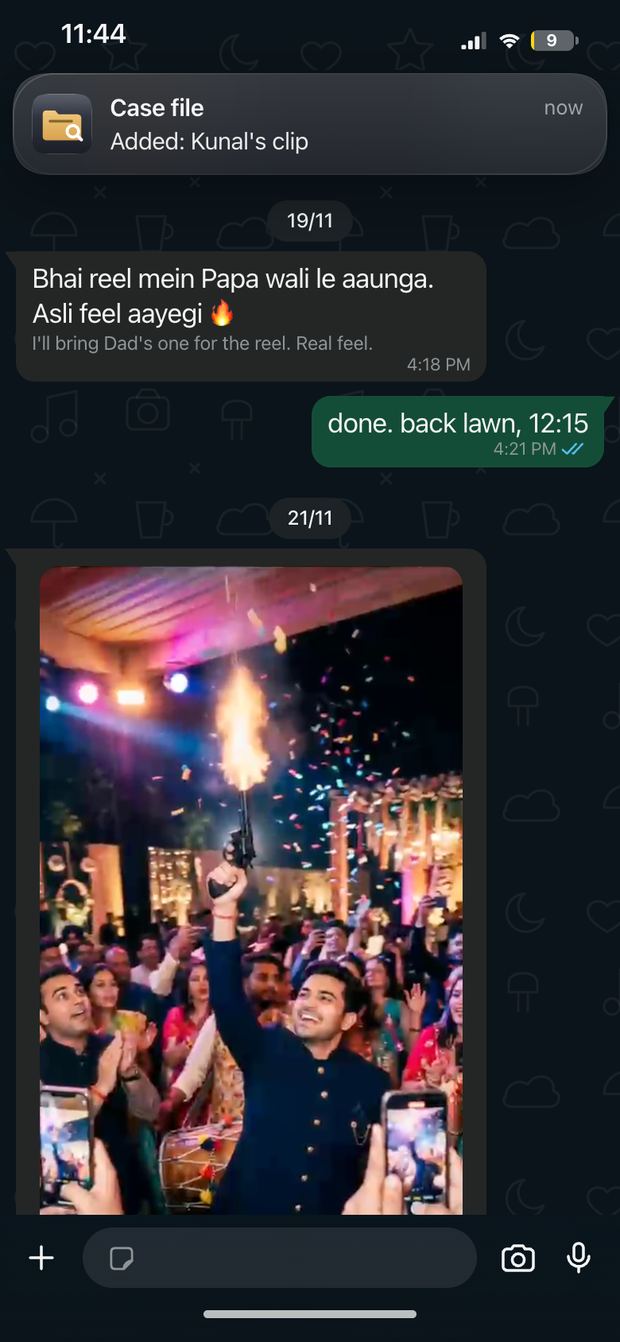 11:44
9
Case file
now
Added: Kunal's clip
19/11
Bhai reel mein Papa wali le aaunga.
Asli feel aayegi 🔥
I'll bring Dad's one for the reel. Real feel.
4:18 PM
done. back lawn, 12:15
4:21 PM
21/11